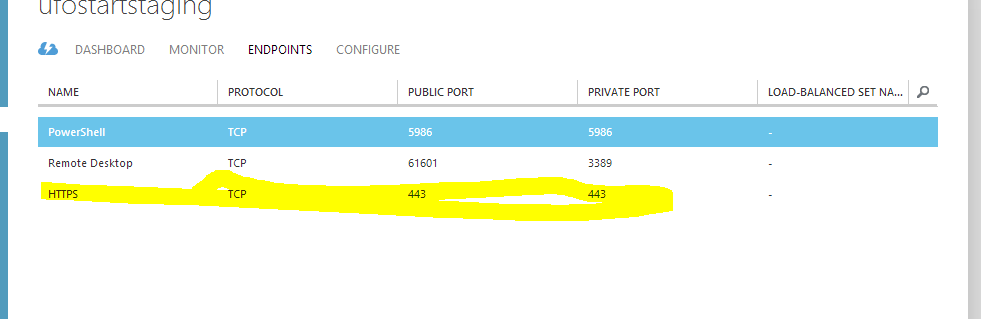 ufostartstaging
DASHBOARD MONITOR ENDPOINTS CONFIGURE
NAME PROTOCOL PUBLIC PORT PRIVATE PORT LOAD-BALANCED SET NA...
PowerShell TCP 5986 5986 -
Remote Desktop TCP 61601 3389 -
HTTPS TCP 443 443 -